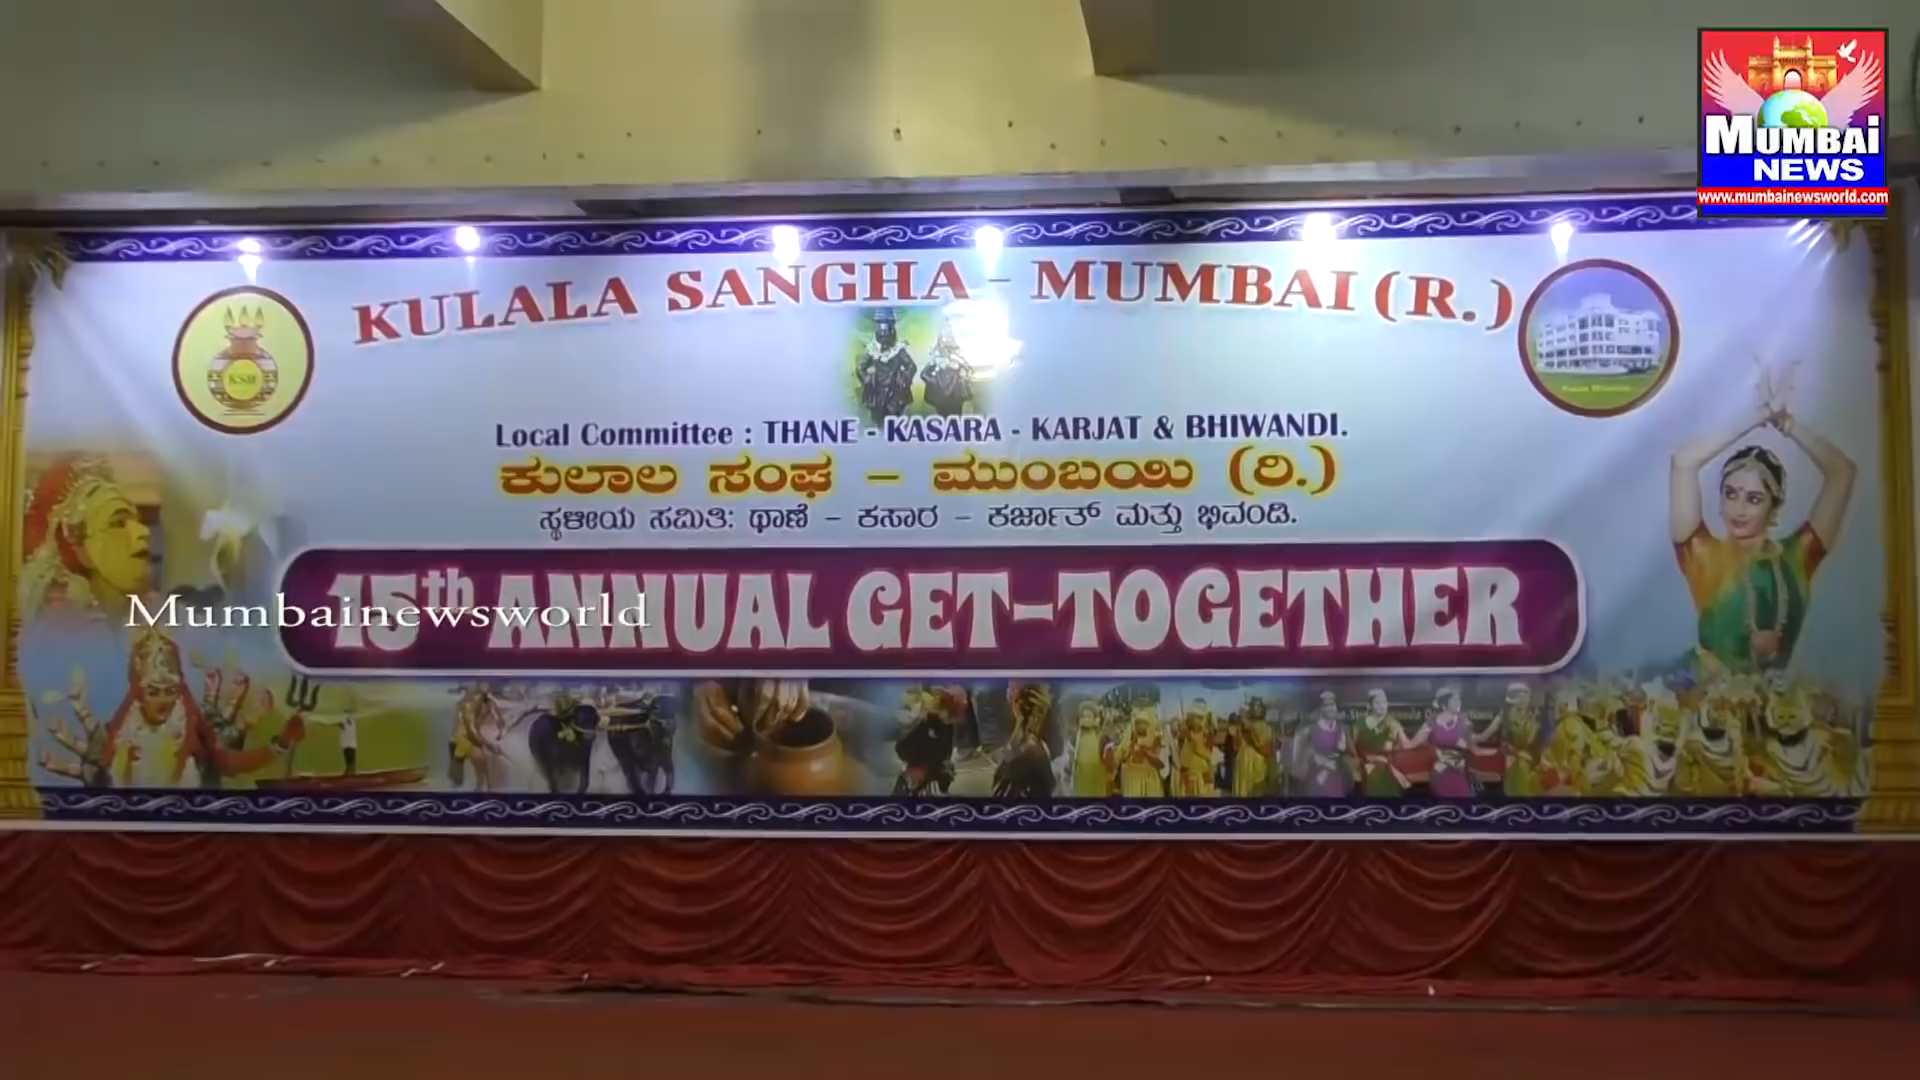 MUMBAi
NEWS
www.mumbainewsworld.com
KULALA SANGHA - MUMBAI (R.)
KSM
Local Committee : THANE - KASARA - KARJAT & BHIWANDI.
ಕುಲಾಲ ಸಂಘ – ಮುಂಬಯಿ (ರಿ.)
ಸ್ಥಳೀಯ ಸಮಿತಿ: ಥಾಣೆ – ಕಸಾರ – ಕರ್ಜಾತ್ ಮತ್ತು ಭಿವಂಡಿ.
15th ANNUAL GET-TOGETHER
Mumbainewsworld